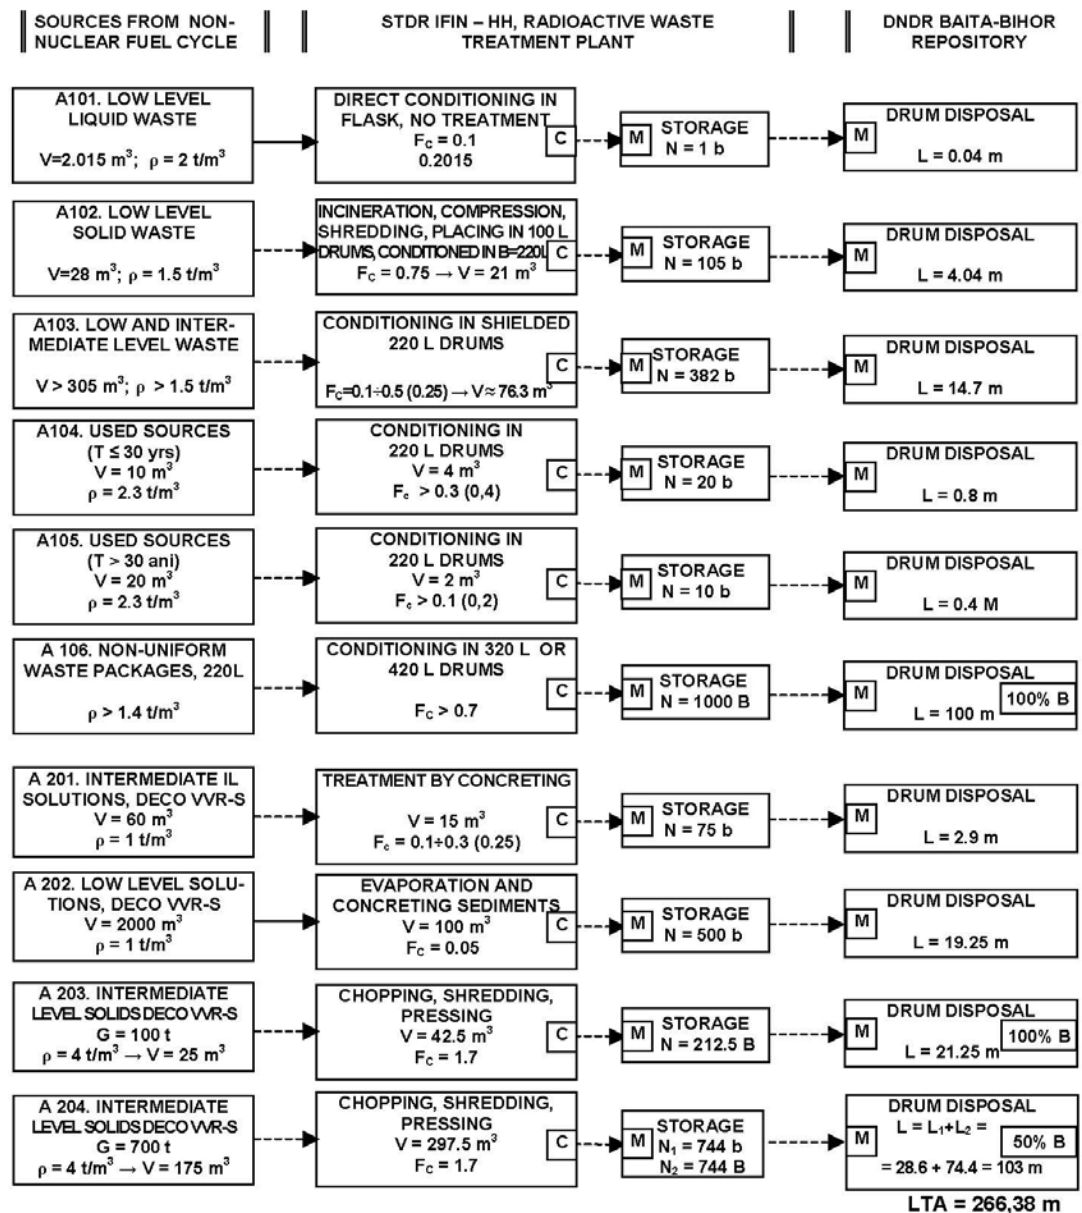 SOURCES FROM NON-
NUCLEAR FUEL CYCLE
STDR IFIN – HH, RADIOACTIVE WASTE
TREATMENT PLANT
DNDR BAITA-BIHOR
REPOSITORY
A101. LOW LEVEL
LIQUID WASTE
V=2.015 m³; ρ = 2 t/m³
DIRECT CONDITIONING IN
FLASK, NO TREATMENT
F_C = 0.1
0.2015
C
M
STORAGE
N = 1 b
M
DRUM DISPOSAL
L = 0.04 m
A102. LOW LEVEL
SOLID WASTE
V=28 m³; ρ = 1.5 t/m³
INCINERATION, COMPRESSION,
SHREDDING, PLACING IN 100 L
DRUMS, CONDITIONED IN B=220L
F_C = 0.75 → V = 21 m³
C
M
STORAGE
N = 105 b
M
DRUM DISPOSAL
L = 4.04 m
A103. LOW AND INTER-
MEDIATE LEVEL WASTE
V > 305 m³; ρ > 1.5 t/m³
CONDITIONING IN SHIELDED
220 L DRUMS
F_C=0.1÷0.5 (0.25) → V≈76.3 m³
C
M
STORAGE
N = 382 b
M
DRUM DISPOSAL
L = 14.7 m
A104. USED SOURCES
(T ≤ 30 yrs)
V = 10 m³
ρ = 2.3 t/m³
CONDITIONING IN
220 L DRUMS
V = 4 m³
F_c > 0.3 (0,4)
C
M
STORAGE
N = 20 b
M
DRUM DISPOSAL
L = 0.8 m
A105. USED SOURCES
(T > 30 ani)
V = 20 m³
ρ = 2.3 t/m³
CONDITIONING IN
220 L DRUMS
V = 2 m³
F_c > 0.1 (0,2)
C
M
STORAGE
N = 10 b
M
DRUM DISPOSAL
L = 0.4 M
A 106. NON-UNIFORM
WASTE PACKAGES, 220L
ρ > 1.4 t/m³
CONDITIONING IN 320 L OR
420 L DRUMS
F_C > 0.7
C
M
STORAGE
N = 1000 B
M
DRUM DISPOSAL
100% B
L = 100 m
A 201. INTERMEDIATE IL
SOLUTIONS, DECO VVR-S
V = 60 m³
ρ = 1 t/m³
TREATMENT BY CONCRETING
V = 15 m³
F_c = 0.1÷0.3 (0.25)
C
M
STORAGE
N = 75 b
M
DRUM DISPOSAL
L = 2.9 m
A 202. LOW LEVEL SOLU-
TIONS, DECO VVR-S
V = 2000 m³
ρ = 1 t/m³
EVAPORATION AND
CONCRETING SEDIMENTS
V = 100 m³
F_C = 0.05
C
M
STORAGE
N = 500 b
M
DRUM DISPOSAL
L = 19.25 m
A 203. INTERMEDIATE
LEVEL SOLIDS DECO VVR-S
G = 100 t
ρ = 4 t/m³ → V = 25 m³
CHOPPING, SHREDDING,
PRESSING
V = 42.5 m³
F_C = 1.7
C
M
STORAGE
N = 212.5 B
M
DRUM DISPOSAL
100% B
L = 21.25 m
A 204. INTERMEDIATE
LEVEL SOLIDS DECO VVR-S
G = 700 t
ρ = 4 t/m³ → V = 175 m³
CHOPPING, SHREDDING,
PRESSING
V = 297.5 m³
F_C = 1.7
C
M
STORAGE
N₁ = 744 b
N₂ = 744 B
M
DRUM DISPOSAL
L = L₁+L₂ =
50% B
= 28.6 + 74.4 = 103 m
LTA = 266,38 m